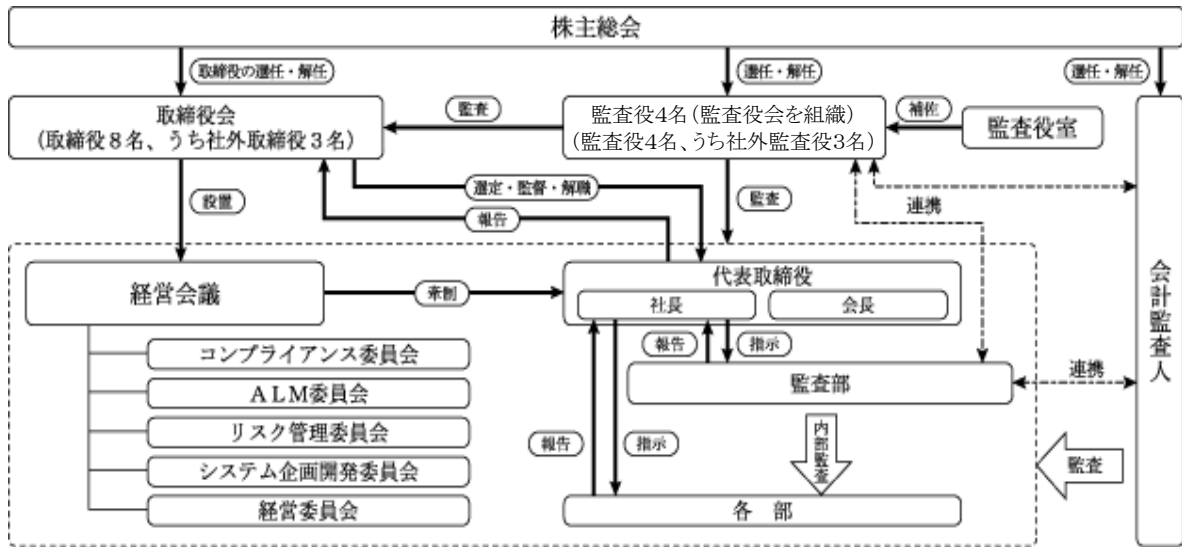 株主総会
取締役の選任・解任
選任・解任
選任・解任
取締役会
（取締役８名、うち社外取締役３名）
監査
監査役4名（監査役会を組織）
（監査役4名、うち社外監査役3名）
補佐
監査役室
設置
選定・監督・解職
報告
監査
連携
経営会議
牽制
代表取締役
社長
会長
会計監査人
コンプライアンス委員会
ＡＬＭ委員会
リスク管理委員会
システム企画開発委員会
経営委員会
報告
指示
監査部
連携
報告
指示
内部監査
監査
各部